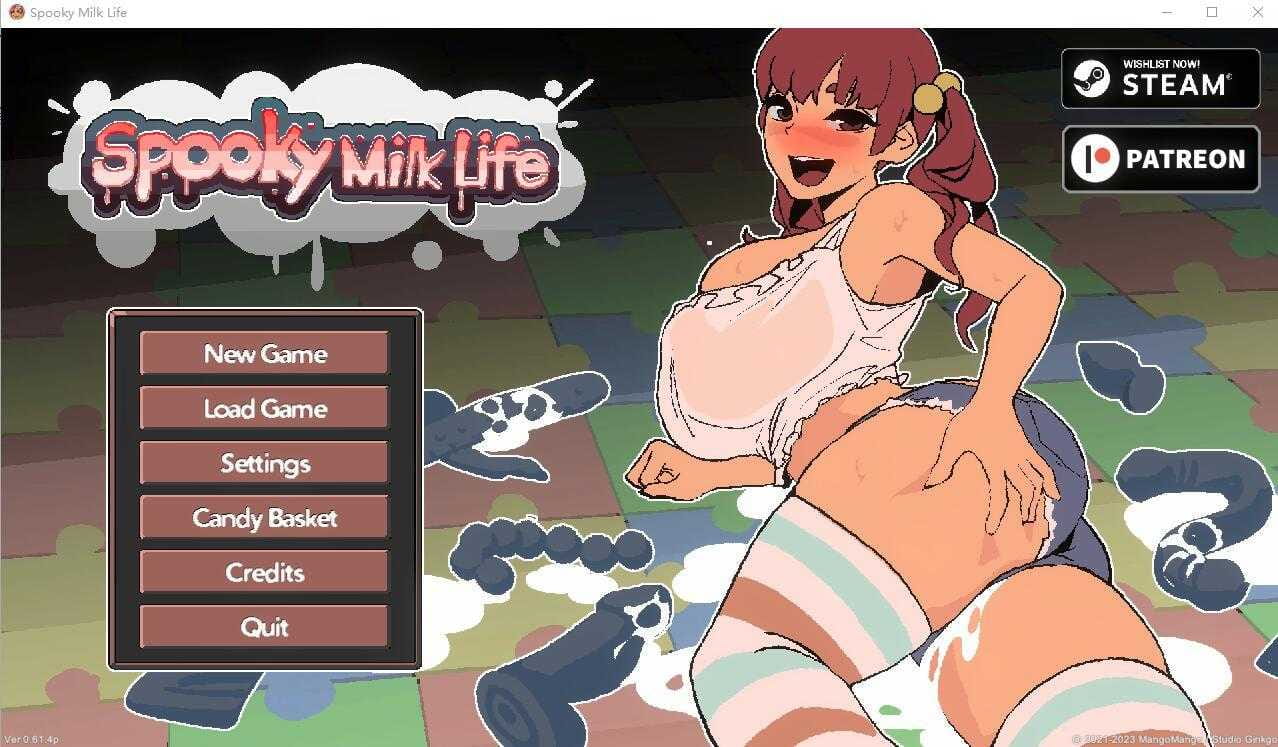 Spooky Milk Life
Spooky Milk Life
WISHLIST NOW!
STEAM®
PATREON
New Game
Load Game
Settings
Candy Basket
Credits
Quit
Ver 0.61.4p
© 2021-2023 MangoMango / Studio Ginkgo